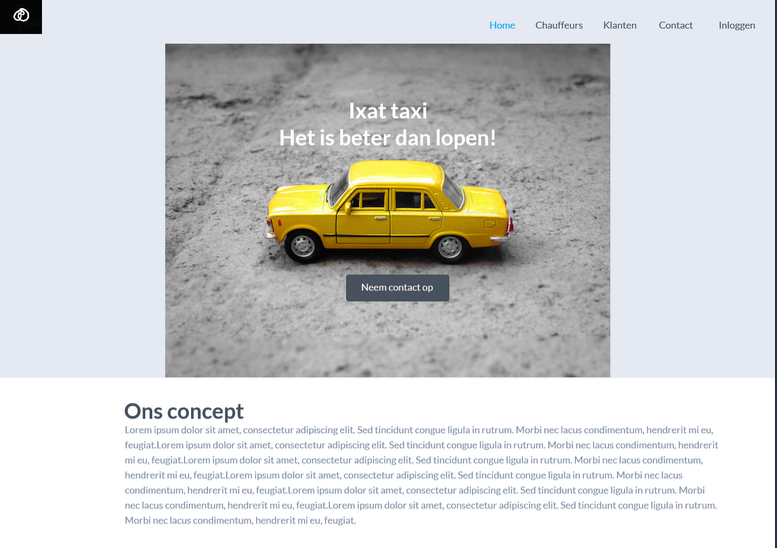 Home Chauffeurs Klanten Contact Inloggen
Ixat taxi
Het is beter dan lopen!
Neem contact op
Ons concept
Lorem ipsum dolor sit amet, consectetur adipiscing elit. Sed tincidunt congue ligula in rutrum. Morbi nec lacus condimentum, hendrerit mi eu,
feugiat.Lorem ipsum dolor sit amet, consectetur adipiscing elit. Sed tincidunt congue ligula in rutrum. Morbi nec lacus condimentum, hendrerit
mi eu, feugiat.Lorem ipsum dolor sit amet, consectetur adipiscing elit. Sed tincidunt congue ligula in rutrum. Morbi nec lacus condimentum,
hendrerit mi eu, feugiat.Lorem ipsum dolor sit amet, consectetur adipiscing elit. Sed tincidunt congue ligula in rutrum. Morbi nec lacus
condimentum, hendrerit mi eu, feugiat.Lorem ipsum dolor sit amet, consectetur adipiscing elit. Sed tincidunt congue ligula in rutrum. Morbi
nec lacus condimentum, hendrerit mi eu, feugiat.Lorem ipsum dolor sit amet, consectetur adipiscing elit. Sed tincidunt congue ligula in rutrum.
Morbi nec lacus condimentum, hendrerit mi eu, feugiat.